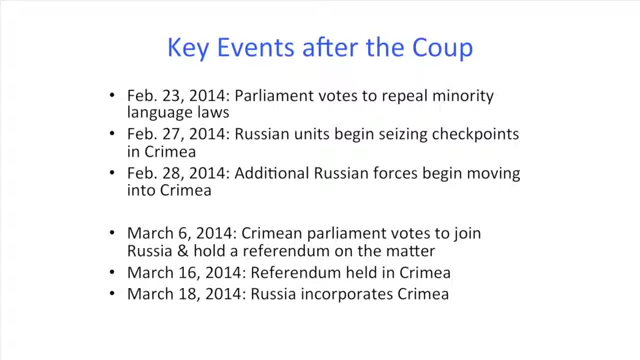 Key Events after the Coup
• Feb. 23, 2014: Parliament votes to repeal minority
language laws
• Feb. 27, 2014: Russian units begin seizing checkpoints
in Crimea
• Feb. 28, 2014: Additional Russian forces begin moving
into Crimea
• March 6, 2014: Crimean parliament votes to join
Russia & hold a referendum on the matter
• March 16, 2014: Referendum held in Crimea
• March 18, 2014: Russia incorporates Crimea